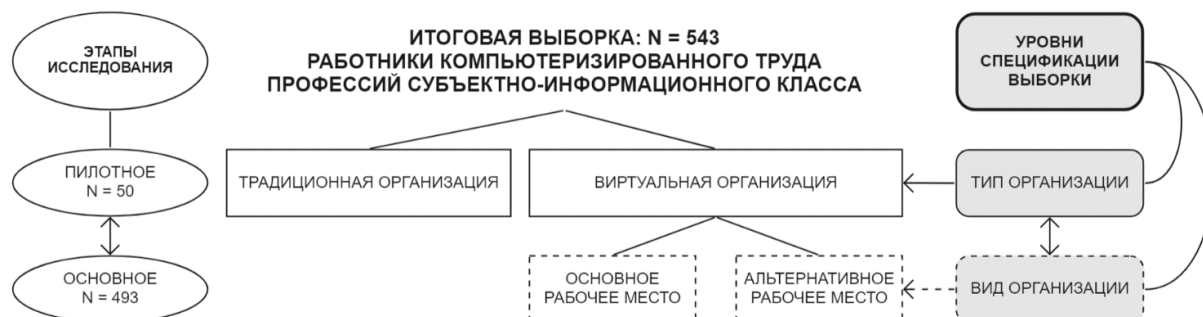 ЭТАПЫ
ИССЛЕДОВАНИЯ
ИТОГОВАЯ ВЫБОРКА: N = 543
РАБОТНИКИ КОМПЬЮТЕРИЗИРОВАННОГО ТРУДА
ПРОФЕССИЙ СУБЪЕКТНО-ИНФОРМАЦИОННОГО КЛАССА
УРОВНИ
СПЕЦИФИКАЦИИ
ВЫБОРКИ
ПИЛОТНОЕ
N = 50
ТРАДИЦИОННАЯ ОРГАНИЗАЦИЯ
ВИРТУАЛЬНАЯ ОРГАНИЗАЦИЯ
ТИП ОРГАНИЗАЦИИ
ОСНОВНОЕ
N = 493
ОСНОВНОЕ
РАБОЧЕЕ МЕСТО
АЛЬТЕРНАТИВНОЕ
РАБОЧЕЕ МЕСТО
ВИД ОРГАНИЗАЦИИ